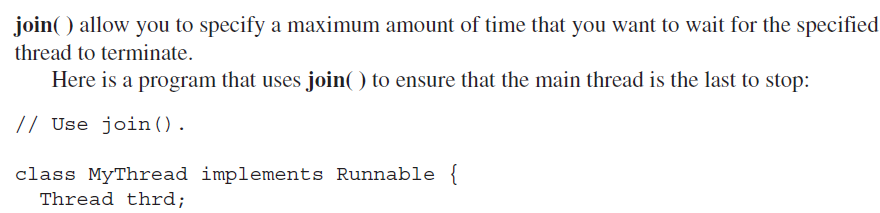 join( ) allow you to specify a maximum amount of time that you want to wait for the specified
thread to terminate.
Here is a program that uses join( ) to ensure that the main thread is the last to stop:
// Use join().
class MyThread implements Runnable {
Thread thrd;